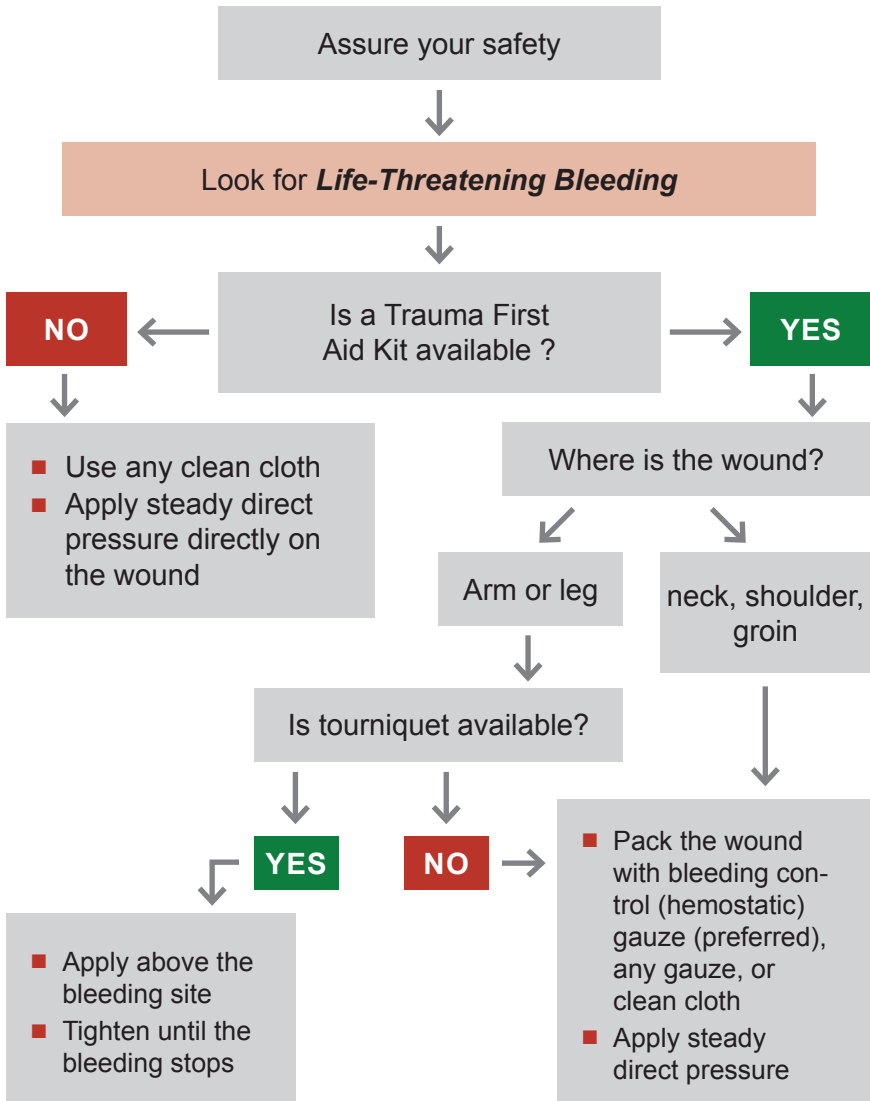 Assure your safety
Look for Life-Threatening Bleeding
Is a Trauma First
Aid Kit available ?
NO
YES
■ Use any clean cloth
■ Apply steady direct
pressure directly on
the wound
Where is the wound?
Arm or leg
neck, shoulder,
groin
Is tourniquet available?
YES
NO
■ Apply above the
bleeding site
■ Tighten until the
bleeding stops
■ Pack the wound
with bleeding con-
trol (hemostatic)
gauze (preferred),
any gauze, or
clean cloth
■ Apply steady
direct pressure